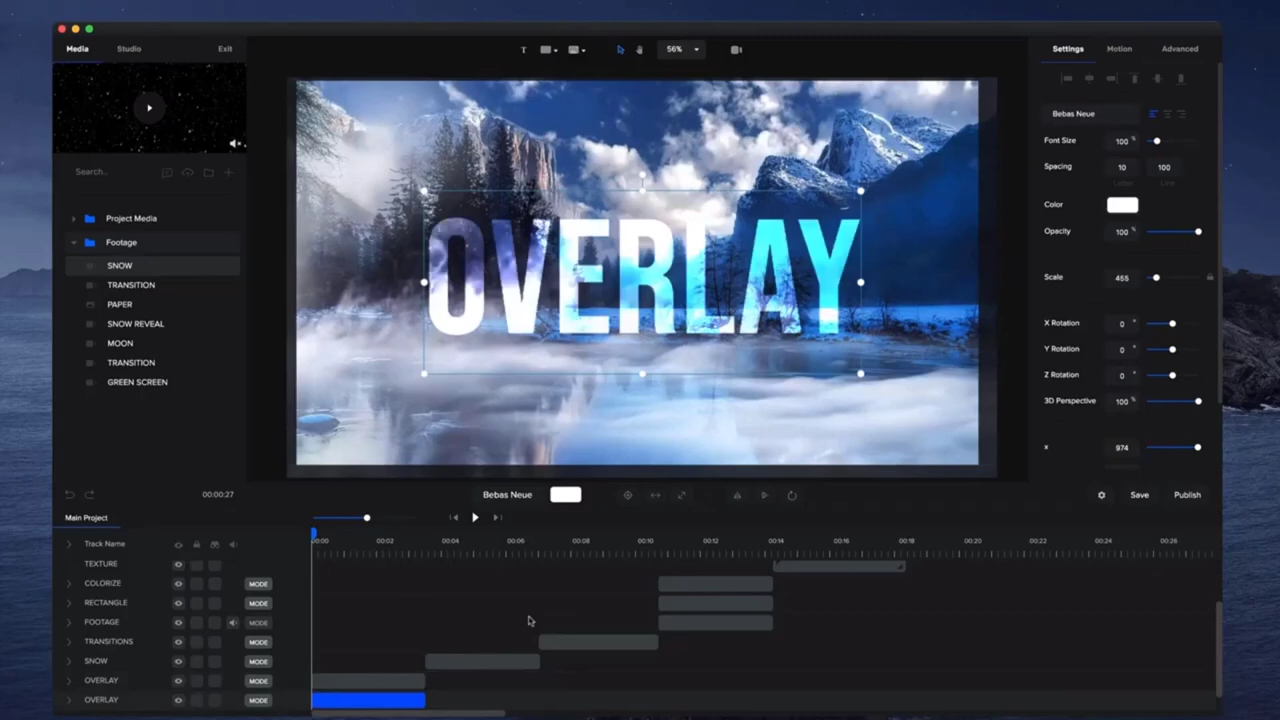 Media Studio Exit
T 56%
Settings Motion Advanced
Search..
Project Media
Footage
SNOW
TRANSITION
PAPER
SNOW REVEAL
MOON
TRANSITION
GREEN SCREEN
OVERLAY
Bebas Neue
Font Size 100 %
Spacing 10 100
Letter Line
Color
Opacity 100 %
Scale 465
X Rotation 0 °
Y Rotation 0 °
Z Rotation 0 °
3D Perspective 100 %
x 974
00:00:27
Bebas Neue
Save Publish
Main Project
Track Name
00:00 00:02 00:04 00:06 00:08 00:10 00:12 00:14 00:16 00:18 00:20 00:22 00:24 00:26
TEXTURE
COLORIZE MODE
RECTANGLE MODE
FOOTAGE MODE
TRANSITIONS MODE
SNOW MODE
OVERLAY MODE
OVERLAY MODE